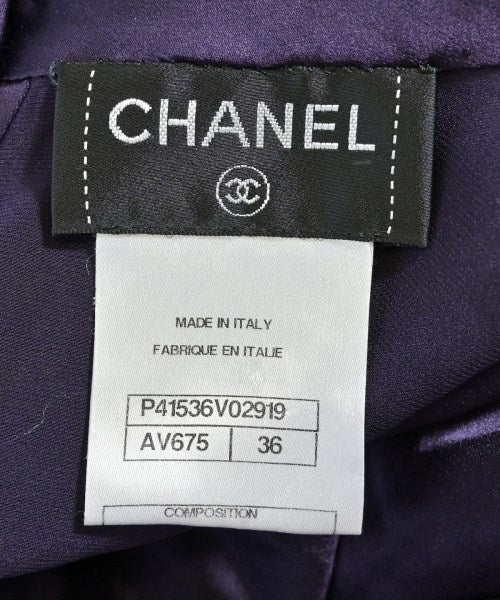 CHANEL
MADE IN ITALY
FABRIQUE EN ITALIE
P41536V02919
AV675 36
COMPOSITION